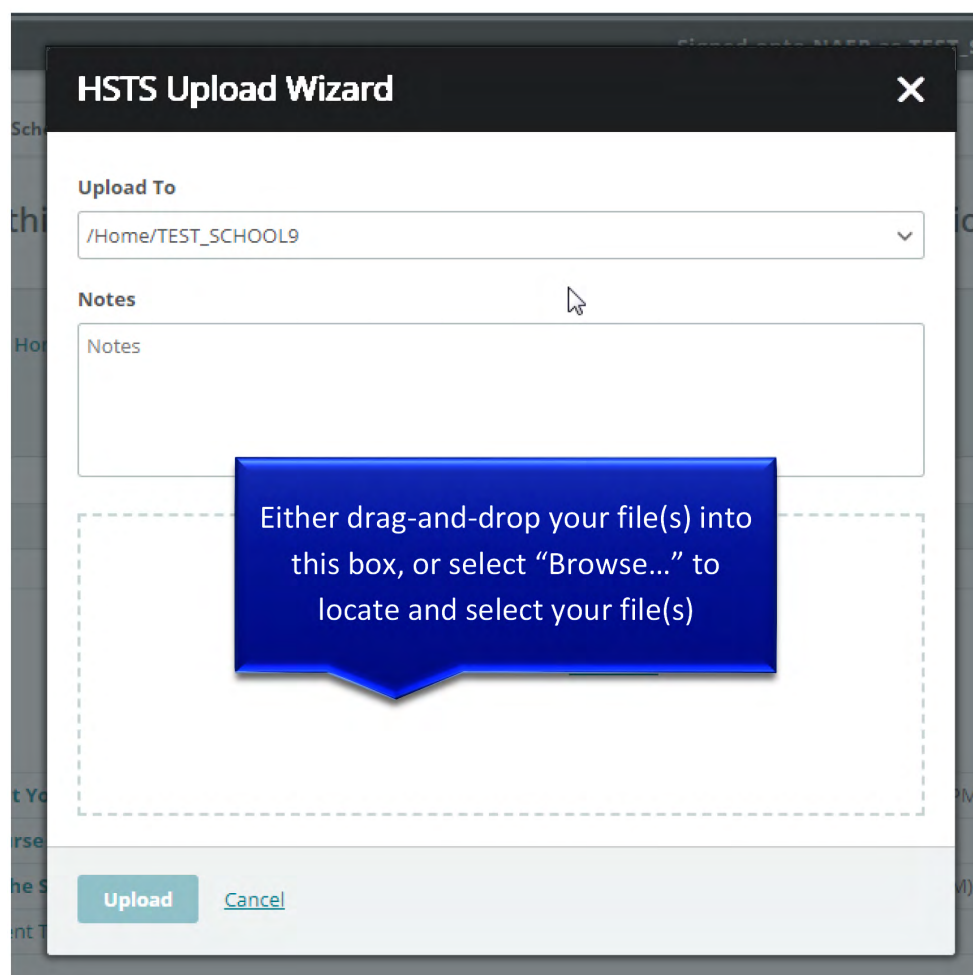 HSTS Upload Wizard
Upload To
/Home/TEST_SCHOOL9
Notes
Notes
Either drag-and-drop your file(s) into
this box, or select “Browse...” to
locate and select your file(s)
Upload Cancel